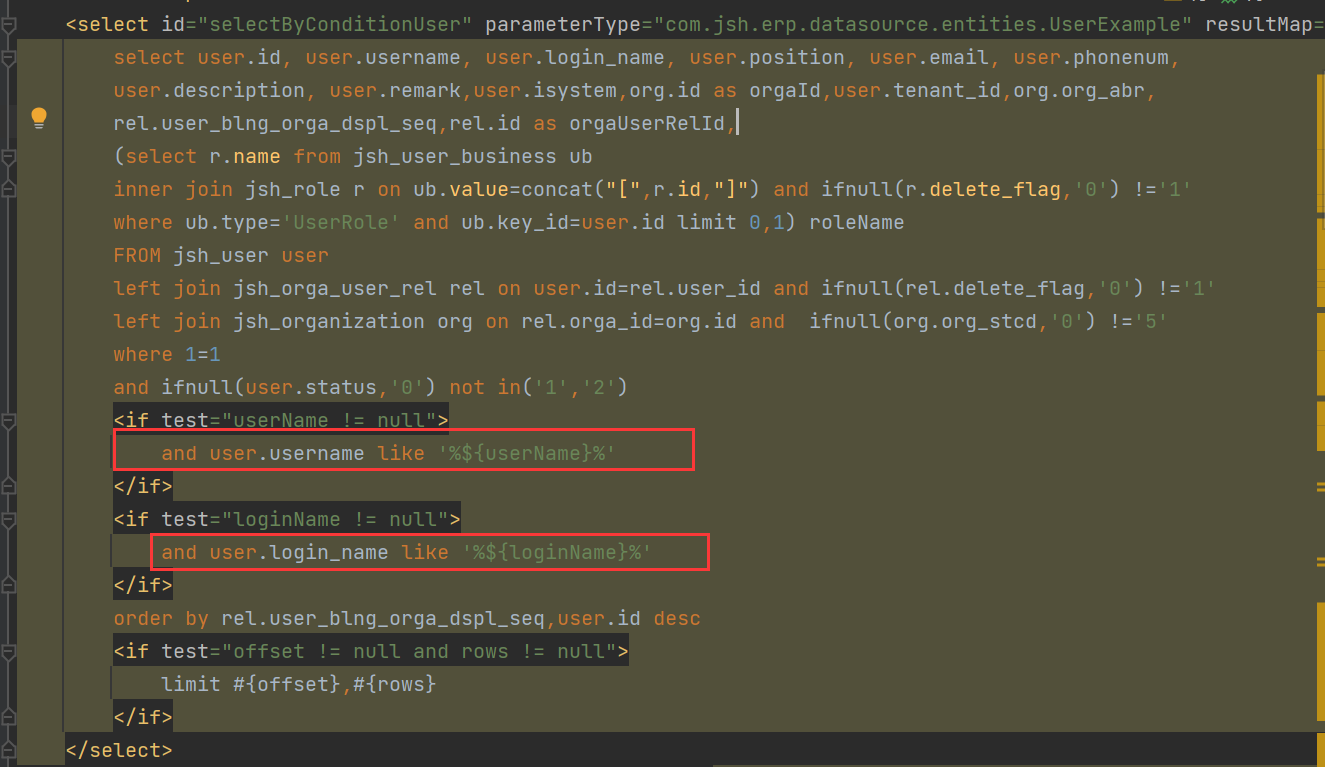 <select id="selectByConditionUser" parameterType="com.jsh.erp.datasource.entities.UserExample" resultMap=
select user.id, user.username, user.login_name, user.position, user.email, user.phonenum,
user.description, user.remark,user.isystem,org.id as orgaId,user.tenant_id,org.org_abr,
rel.user_blng_orga_dspl_seq,rel.id as orgaUserRelId,
(select r.name from jsh_user_business ub
inner join jsh_role r on ub.value=concat("[",r.id,"]") and ifnull(r.delete_flag,'0') !='1'
where ub.type='UserRole' and ub.key_id=user.id limit 0,1) roleName
FROM jsh_user user
left join jsh_orga_user_rel rel on user.id=rel.user_id and ifnull(rel.delete_flag,'0') !='1'
left join jsh_organization org on rel.orga_id=org.id and  ifnull(org.org_stcd,'0') !='5'
where 1=1
and ifnull(user.status,'0') not in('1','2')
<if test="userName != null">
and user.username like '%${userName}%'
</if>
<if test="loginName != null">
and user.login_name like '%${loginName}%'
</if>
order by rel.user_blng_orga_dspl_seq,user.id desc
<if test="offset != null and rows != null">
limit #{offset},#{rows}
</if>
</select>